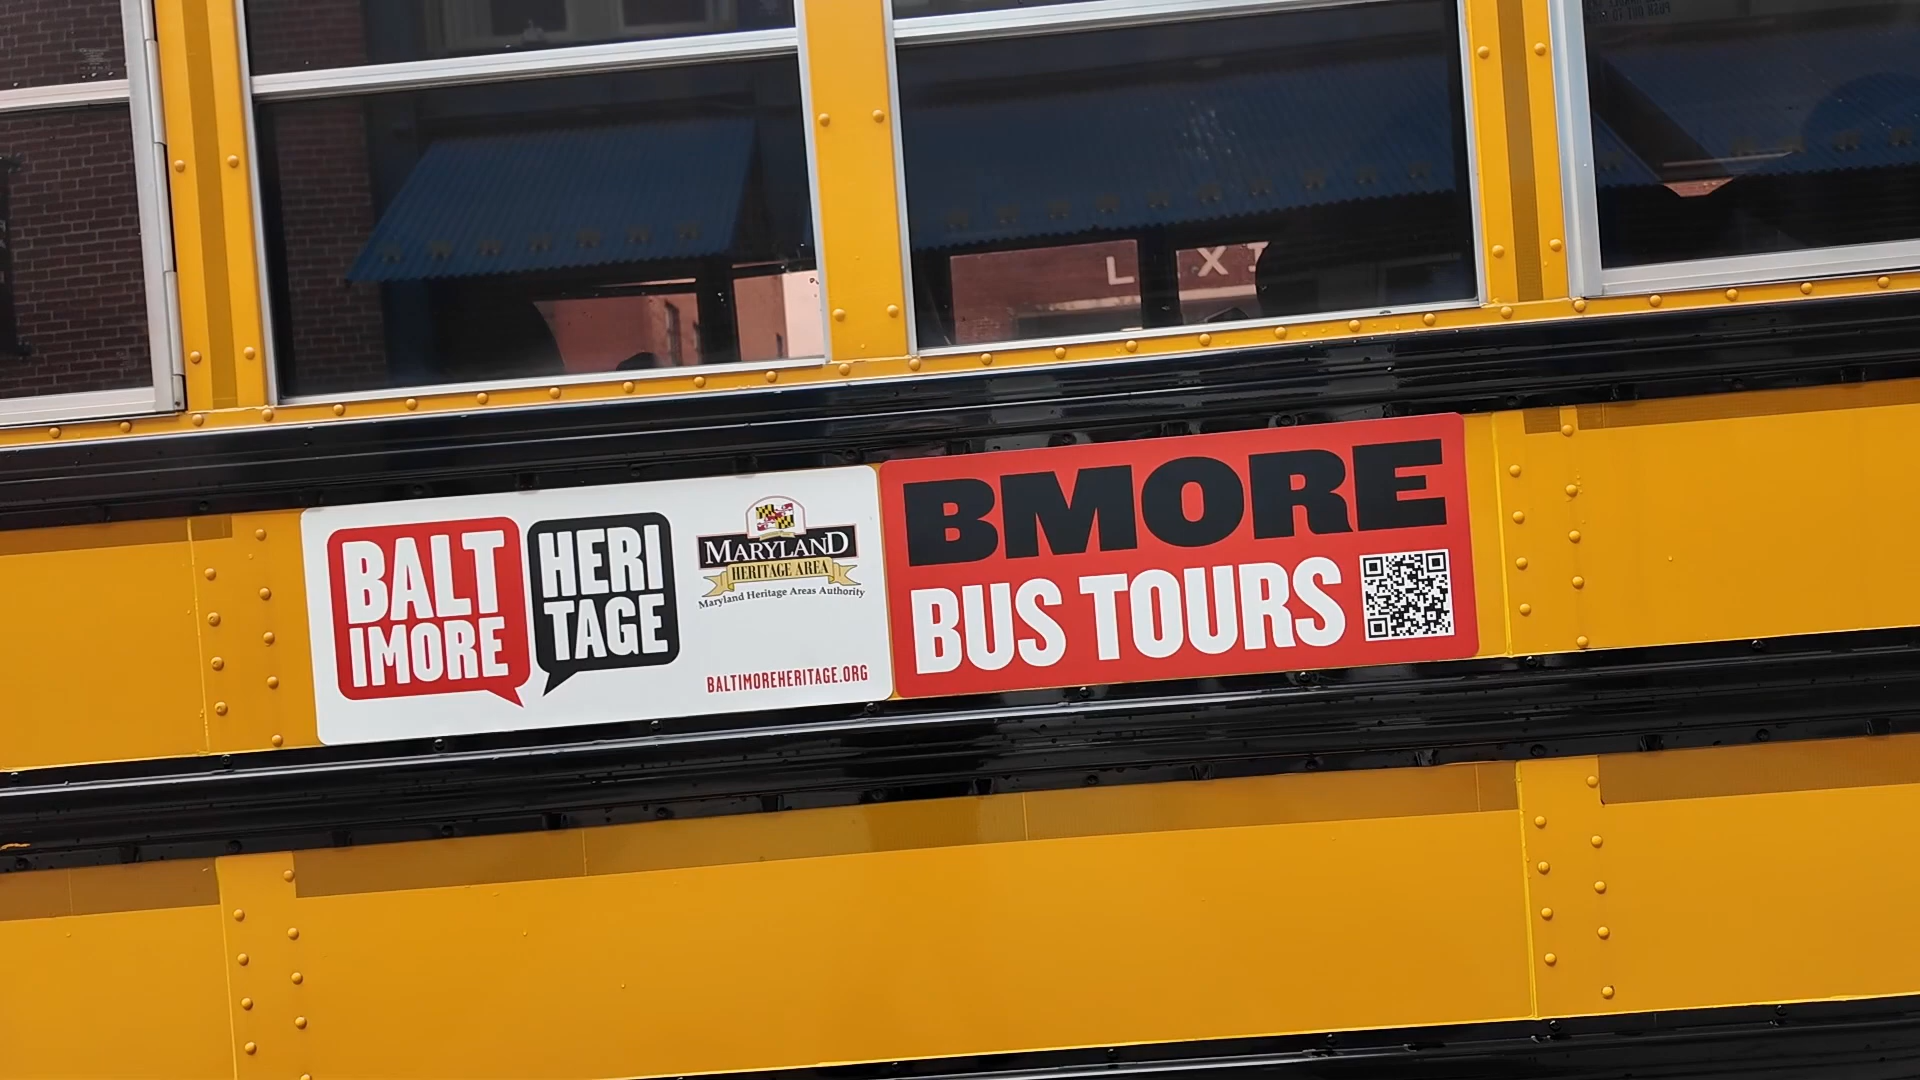 BALT
IMORE
HERI
TAGE
MARYLAND
HERITAGE AREA
Maryland Heritage Areas Authority
BALTIMOREHERITAGE.ORG
BMORE
BUS TOURS